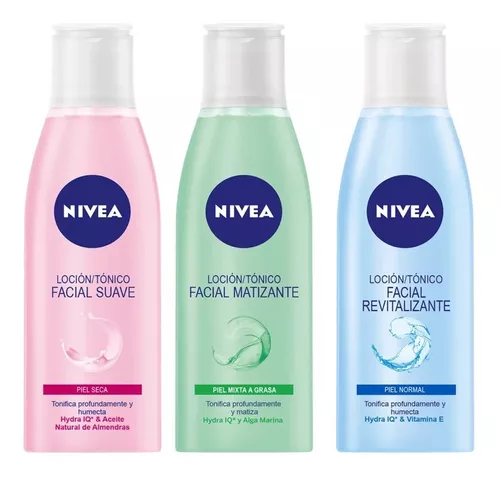 NIVEA
LOCIÓN/TÓNICO
FACIAL SUAVE
PIEL SECA
Tonifica profundamente y
humecta
Hydra IQ* & Aceite
Natural de Almendras
NIVEA
LOCIÓN/TÓNICO
FACIAL MATIZANTE
PIEL MIXTA A GRASA
Tonifica profundamente
y matiza
Hydra IQ* y Alga Marina
NIVEA
LOCIÓN/TÓNICO
FACIAL
REVITALIZANTE
PIEL NORMAL
Tonifica profundamente y
humecta
Hydra IQ* & Vitamina E